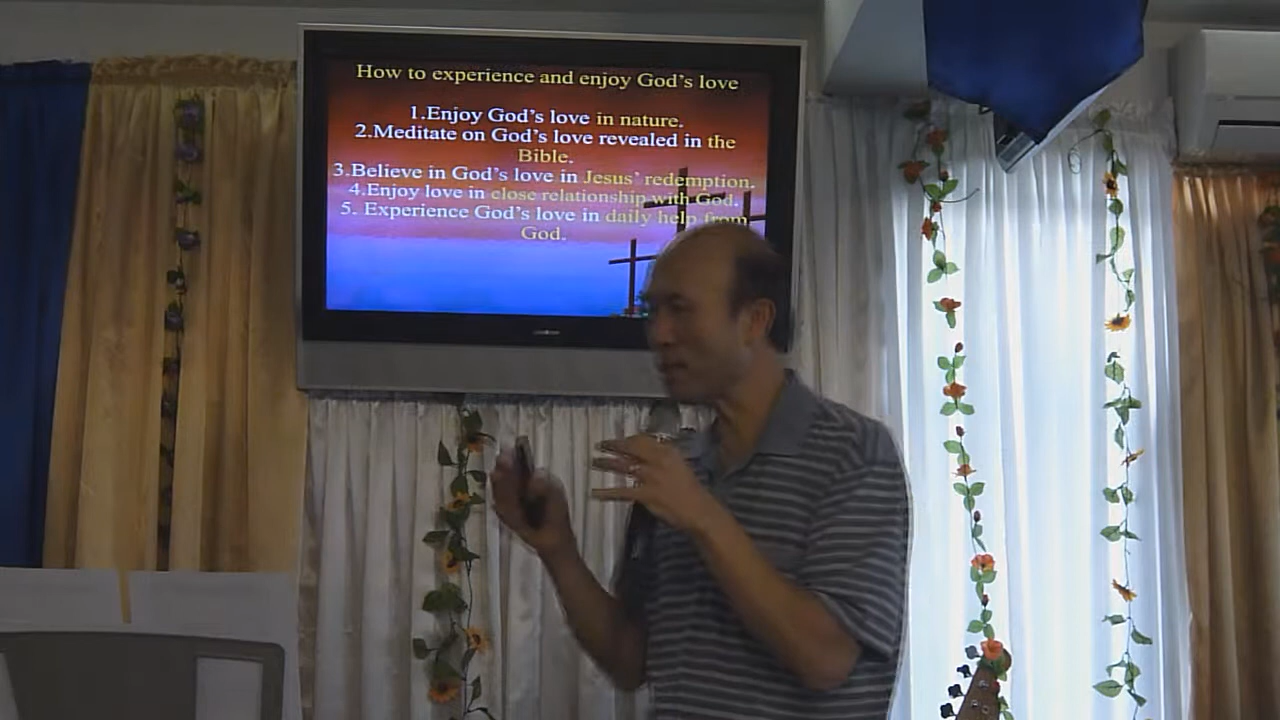 How to experience and enjoy God's love
1.Enjoy God's love in nature.
2.Meditate on God's love revealed in the
Bible.
3.Believe in God's love in Jesus' redemption.
4.Enjoy love in close relationship with God.
5. Experience God's love in daily help from
God.